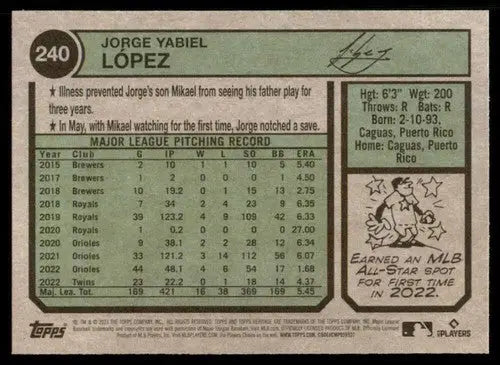 240
JORGE YABIEL
LÓPEZ
★ Illness prevented Jorge's son Mikael from seeing his father play for
three years.
★ In May, with Mikael watching for the first time, Jorge notched a save.
Hgt: 6'3" Wgt: 200
Throws: R Bats: R
Born: 2-10-93,
Caguas, Puerto Rico
Home: Caguas, Puerto
Rico
MAJOR LEAGUE PITCHING RECORD
Year Club G IP W L SO BB ERA
2015 Brewers 2 10 1 1 10 5 5.40
2017 Brewers 1 2 0 0 0 1 4.50
2018 Brewers 10 19.2 0 1 15 13 2.75
2018 Royals 7 34 2 4 23 9 6.35
2019 Royals 39 123.2 4 9 109 42 6.33
2020 Royals 1 0.2 0 0 0 0 27.00
2020 Orioles 9 38.1 2 2 28 12 6.34
2021 Orioles 33 121.2 3 14 112 56 6.07
2022 Orioles 44 48.1 4 6 54 17 1.68
2022 Twins 23 22.2 0 1 18 14 4.37
Maj. Lea. Tot. 169 421 16 38 369 169 5.45
EARNED AN MLB
ALL-STAR SPOT
FOR FIRST TIME
IN 2022.
topps
MLB PLAYERS